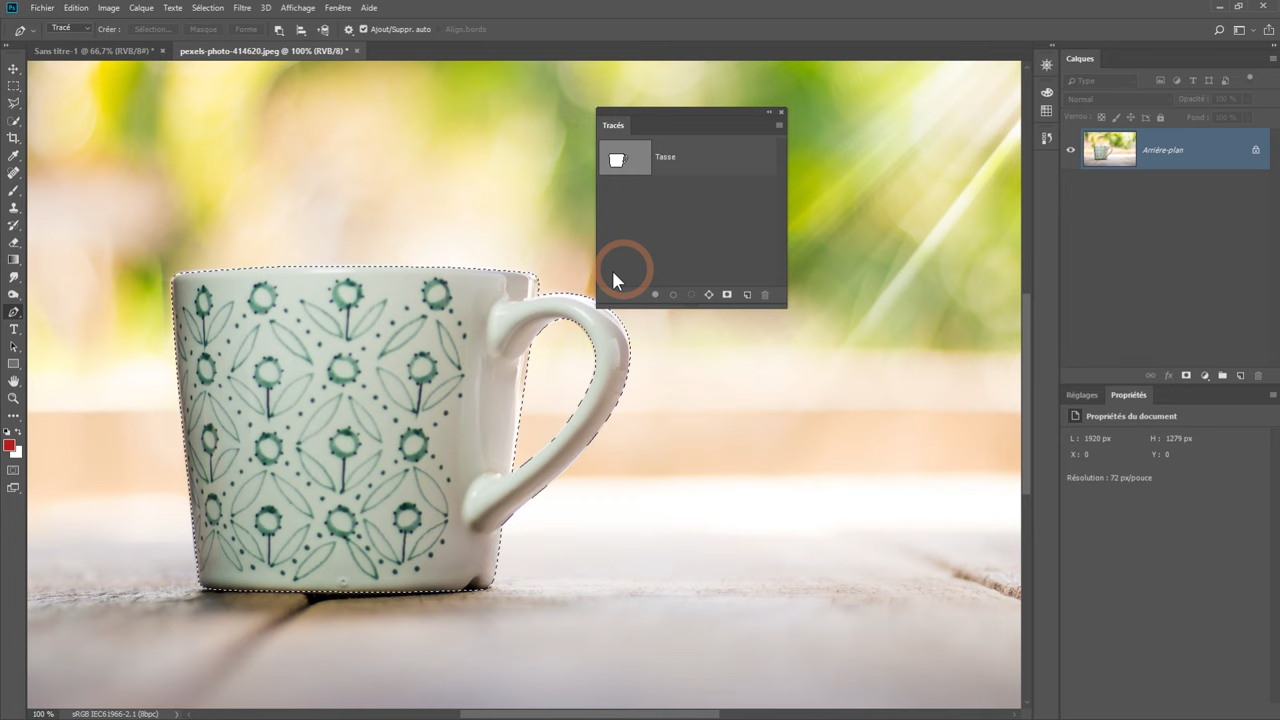 Ps Fichier Edition Image Calque Texte Sélection Filtre 3D Affichage Fenêtre Aide
Tracé Créer : Sélection... Masque Forme Ajout/Suppr. auto Align.bords
Sans titre-1 @ 66,7% (RVB/8#) * × pexels-photo-414620.jpeg @ 100% (RVB/8) * ×
Calques
Type
Normal Opacité : 100 %
Verrou : Fond : 100 %
Arrière-plan
Tracés
Tasse
T
Réglages Propriétés
Propriétés du document
L : 1920 px H : 1279 px
X : 0 Y : 0
Résolution : 72 px/pouce
fx
100 % sRGB IEC61966-2.1 (8bpc)